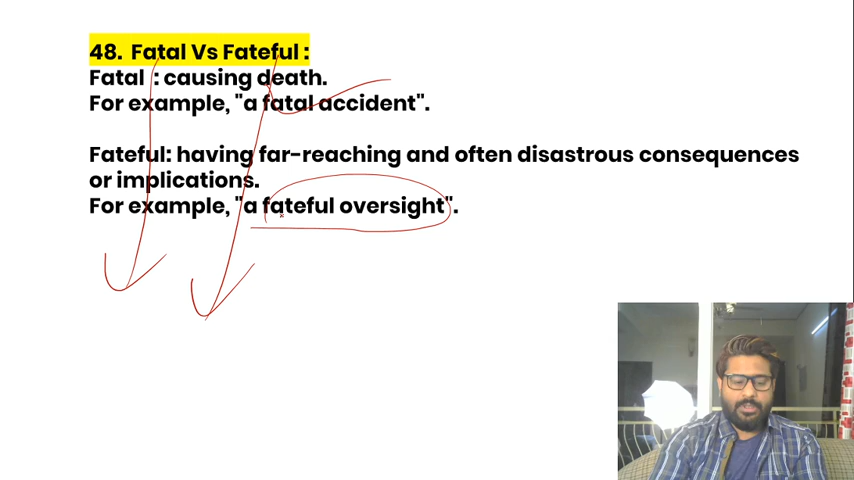 48. Fatal Vs Fateful :
Fatal : causing death.
For example, "a fatal accident".
Fateful: having far-reaching and often disastrous consequences
or implications.
For example, "a fateful oversight".